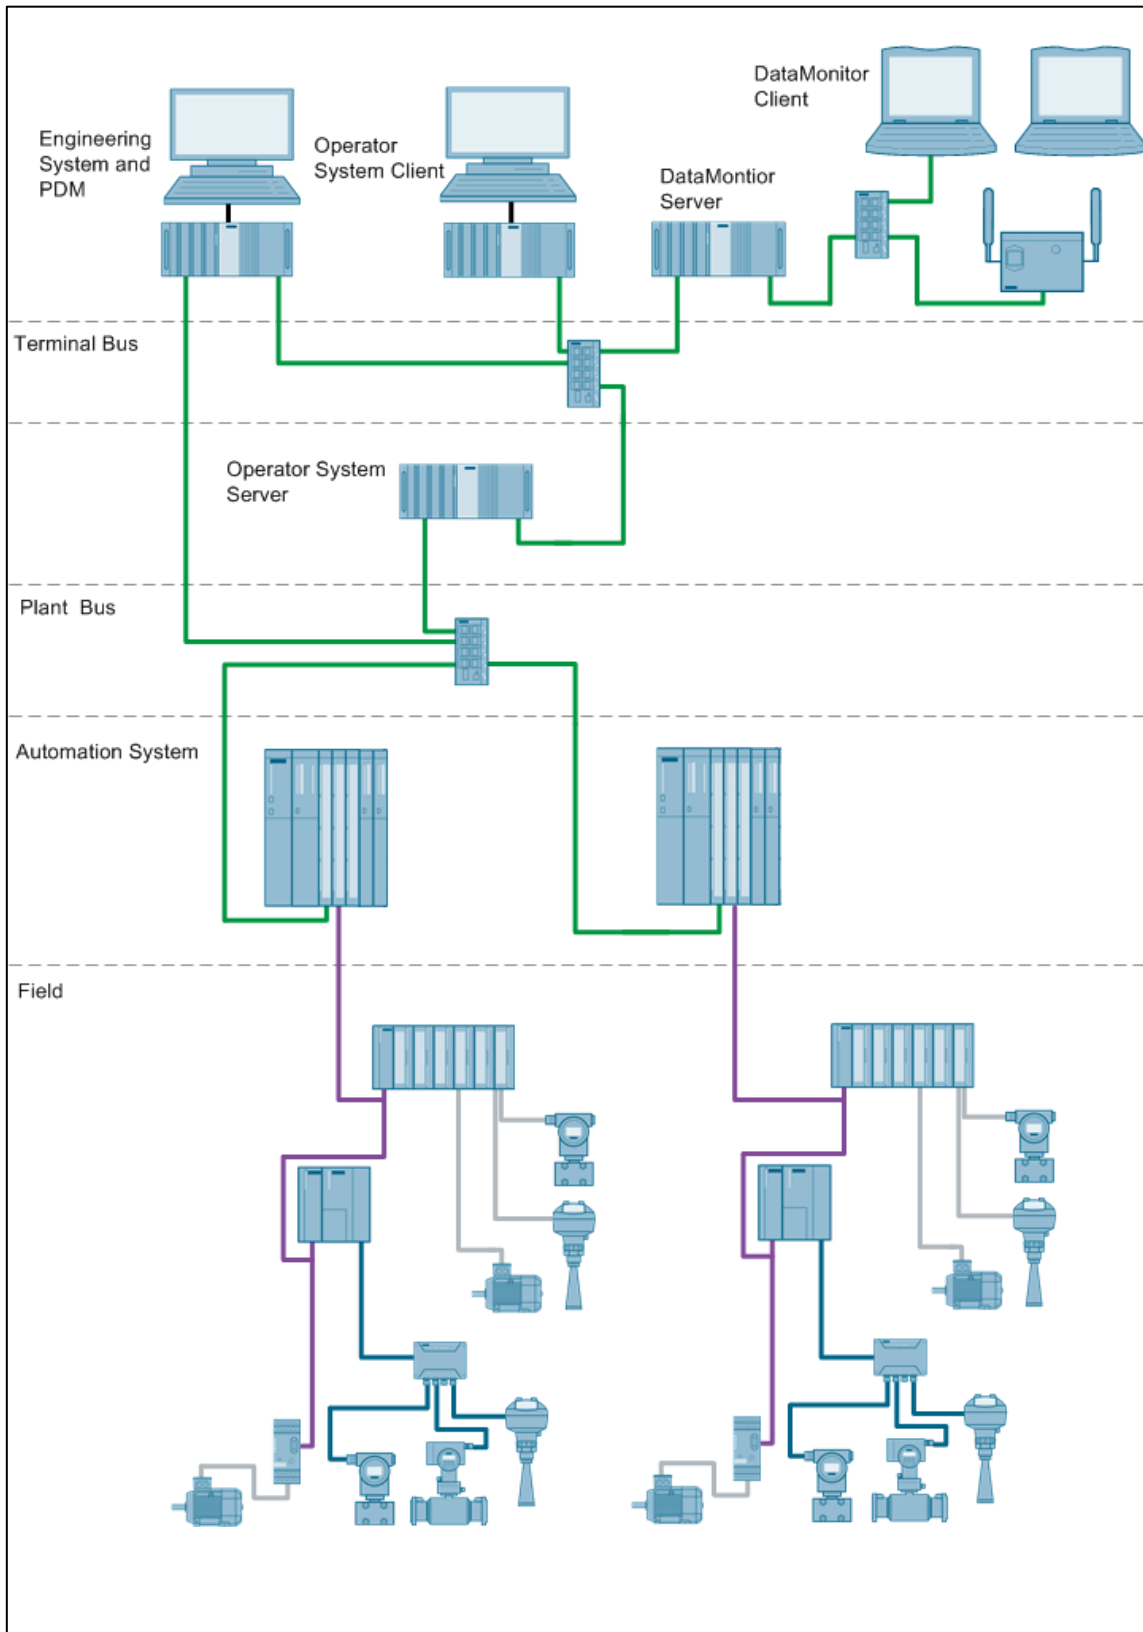 DataMonitor
Client
Engineering
System and
PDM
Operator
System Client
DataMontior
Server
Terminal Bus
Operator System
Server
Plant Bus
Automation System
Field